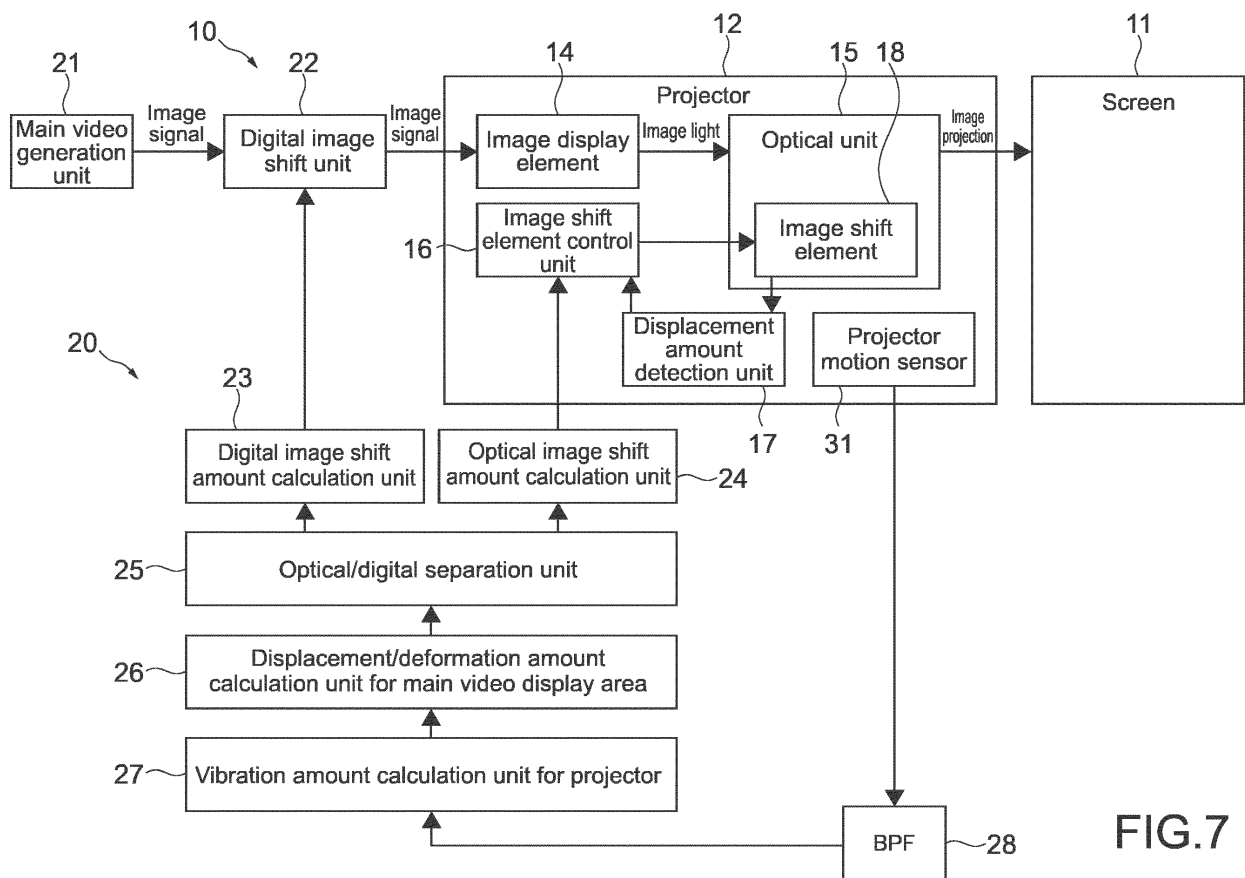 10
21
22
12
14
15
18
11
Main video
generation
unit
Image
signal
Digital image
shift unit
Image
signal
Projector
Image display
element
Image light
Optical unit
Image
projection
Screen
16
Image shift
element control
unit
Image shift
element
Displacement
amount
detection unit
Projector
motion sensor
17
31
20
23
Digital image shift
amount calculation unit
Optical image shift
amount calculation unit
24
25
Optical/digital separation unit
26
Displacement/deformation amount
calculation unit for main video display area
27
Vibration amount calculation unit for projector
BPF
28
FIG.7